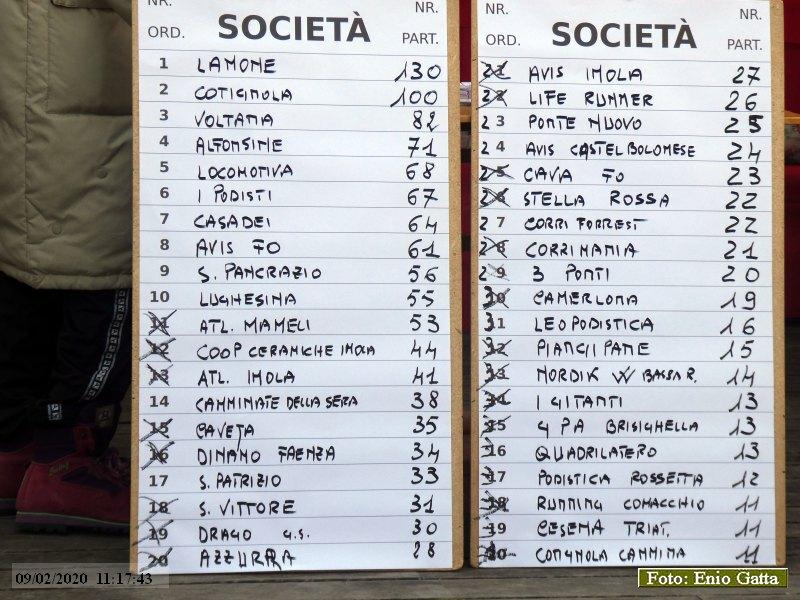 NR.
ORD. SOCIETÀ PART.
1 LAMONE 130
2 COTIGNOLA 100
3 VOLTANA 82
4 ALFONSINE 71
5 LOCOMOTIVA 68
6 I PODISTI 67
7 CASADEI 64
8 AVIS FO 61
9 S. PANCRAZIO 56
10 LUGHESINA 55
11 ATL. MAMELI 53
12 COOP CERAMICHE IMOLA 44
13 ATL. IMOLA 41
14 CAMMINATE DELLA SERA 38
15 CAVEJA 35
16 DINAMO FAENZA 34
17 S. PATRIZIO 33
18 S. VITTORE 31
19 DRAGO G.S. 30
20 AZZURRA 28
NR. NR.
ORD. SOCIETÀ PART.
21 AVIS IMOLA 27
22 LIFE RUNNER 26
23 PONTE NUOVO 25
24 AVIS CASTEL BOLOGNESE 24
25 CAVA FO 23
26 STELLA ROSSA 22
27 CORRI FORREST 22
28 CORRIMANIA 21
29 3 PONTI 20
30 CAMERLONA 19
31 LEOPODISTICA 16
32 PIANGIPANE 15
33 NORDIK W BASSA R. 14
34 I GITANTI 13
35 4 PA BRISIGHELLA 13
36 QUADRILATERO 13
37 PODISTICA ROSSETTA 12
38 RUNNING COMACCHIO 11
39 CESENA TRIAT. 11
40 COTIGNOLA CAMMINA 11
09/02/2020 11:17:43
Foto: Enio Gatta